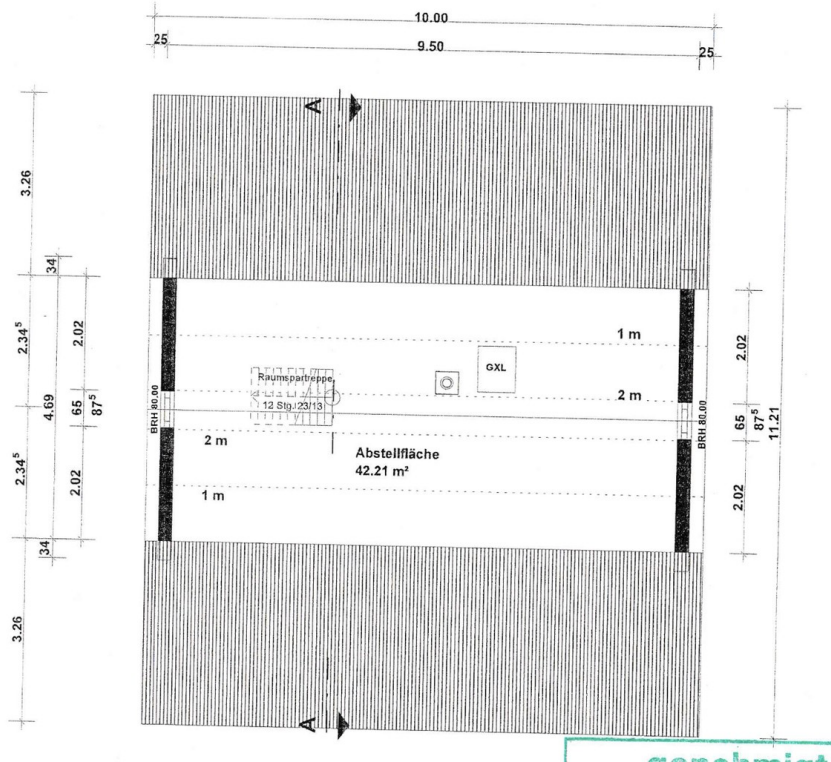 10.00
25
9.50
25
A
3.26
34
2.34⁵
4.69
2.02
65
87⁵
2.34⁵
2.02
34
3.26
BRH 80.00
1 m
GXL
Raumspartreppe
2 m
12 Stg. 23/13
2 m
Abstellfläche
42.21 m²
1 m
BRH 80.00
2.02
65
87⁵
11.21
2.02
A
genehmigt